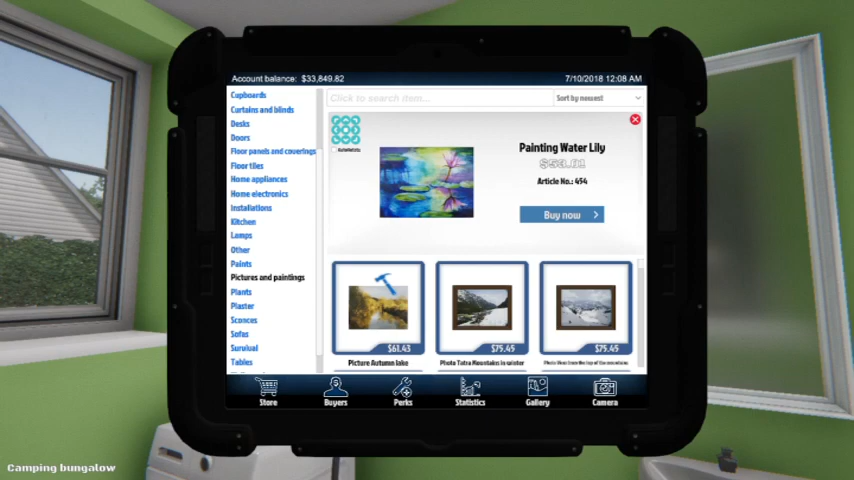 Account balance: $33,849.82
7/10/2018 12:08 AM
Cupboards
Curtains and blinds
Desks
Doors
Floor panels and coverings
Floor tiles
Home appliances
Home electronics
Installations
Kitchen
Lamps
Other
Paints
Pictures and paintings
Plants
Plaster
Sconces
Sofas
Survival
Tables
Click to search item...
Sort by newest
Painting Water Lily
Article No.: 454
Buy now
$61.43
$75.45
$75.45
Picture Autumn lake
Photo Tatra Mountains in winter
Store
Buyers
Perks
Statistics
Gallery
Camera
Camping bungalow